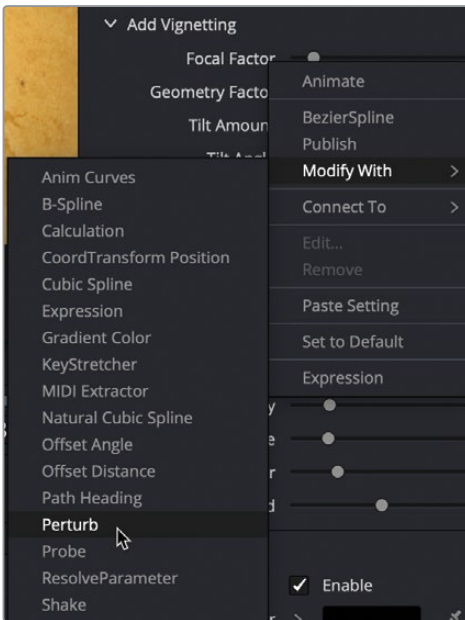 Add Vignetting
Focal Factor
Geometry Facto
Tilt Amoun
Tilt Angl
Animate
BezierSpline
Publish
Modify With
Connect To
Edit...
Remove
Paste Setting
Set to Default
Expression
Anim Curves
B-Spline
Calculation
CoordTransform Position
Cubic Spline
Expression
Gradient Color
KeyStretcher
MIDI Extractor
Natural Cubic Spline
Offset Angle
Offset Distance
Path Heading
Perturb
Probe
ResolveParameter
Shake
y
e
r
d
Enable
r